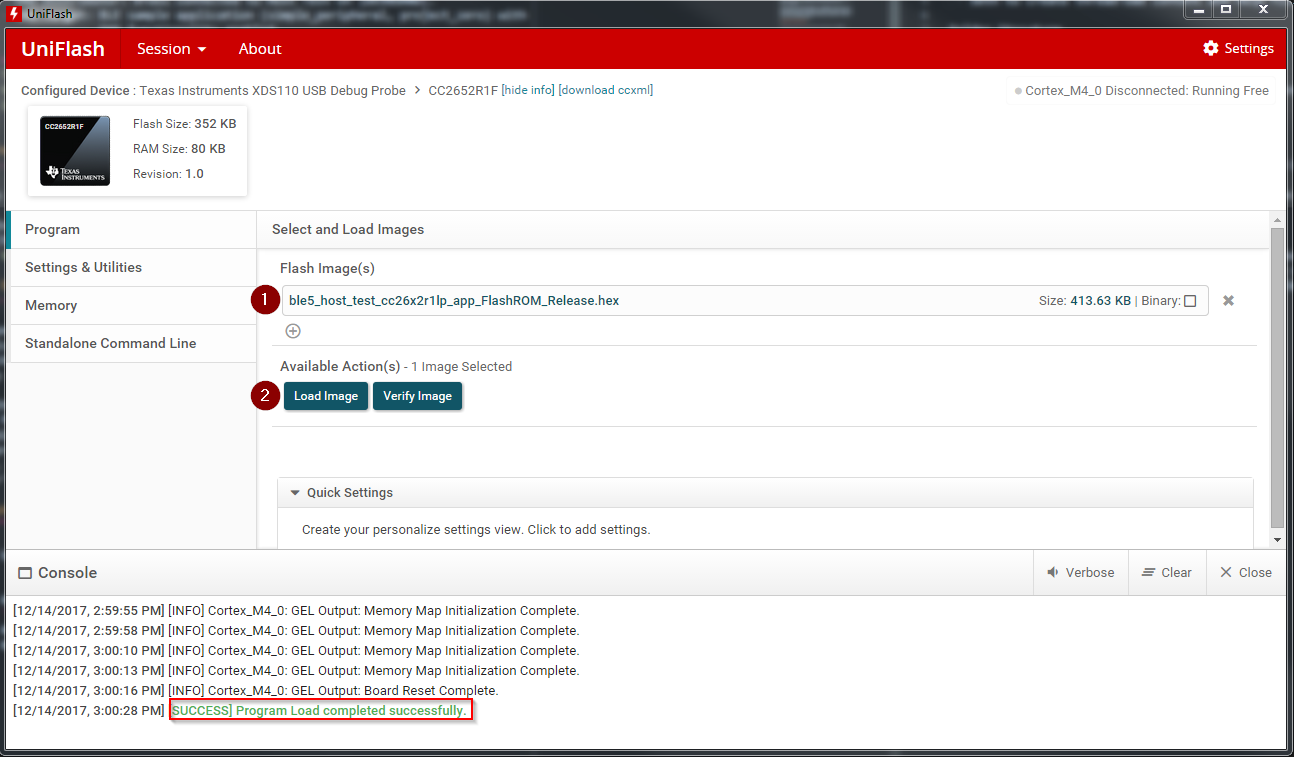 UniFlash
UniFlash Session About Settings
Configured Device : Texas Instruments XDS110 USB Debug Probe > CC2652R1F [hide info] [download ccxml]
Cortex_M4_0 Disconnected: Running Free
CC2652R1F
TEXAS
INSTRUMENTS
Flash Size: 352 KB
RAM Size: 80 KB
Revision: 1.0
Program
Settings & Utilities
Memory
Standalone Command Line
Select and Load Images
Flash Image(s)
1
ble5_host_test_cc26x2r1lp_app_FlashROM_Release.hex Size: 413.63 KB | Binary:
Available Action(s) - 1 Image Selected
2
Load Image Verify Image
Quick Settings
Create your personalize settings view. Click to add settings.
Console Verbose Clear Close
[12/14/2017, 2:59:55 PM] [INFO] Cortex_M4_0: GEL Output: Memory Map Initialization Complete.
[12/14/2017, 2:59:58 PM] [INFO] Cortex_M4_0: GEL Output: Memory Map Initialization Complete.
[12/14/2017, 3:00:10 PM] [INFO] Cortex_M4_0: GEL Output: Memory Map Initialization Complete.
[12/14/2017, 3:00:13 PM] [INFO] Cortex_M4_0: GEL Output: Memory Map Initialization Complete.
[12/14/2017, 3:00:16 PM] [INFO] Cortex_M4_0: GEL Output: Board Reset Complete.
[12/14/2017, 3:00:28 PM] [SUCCESS] Program Load completed successfully.